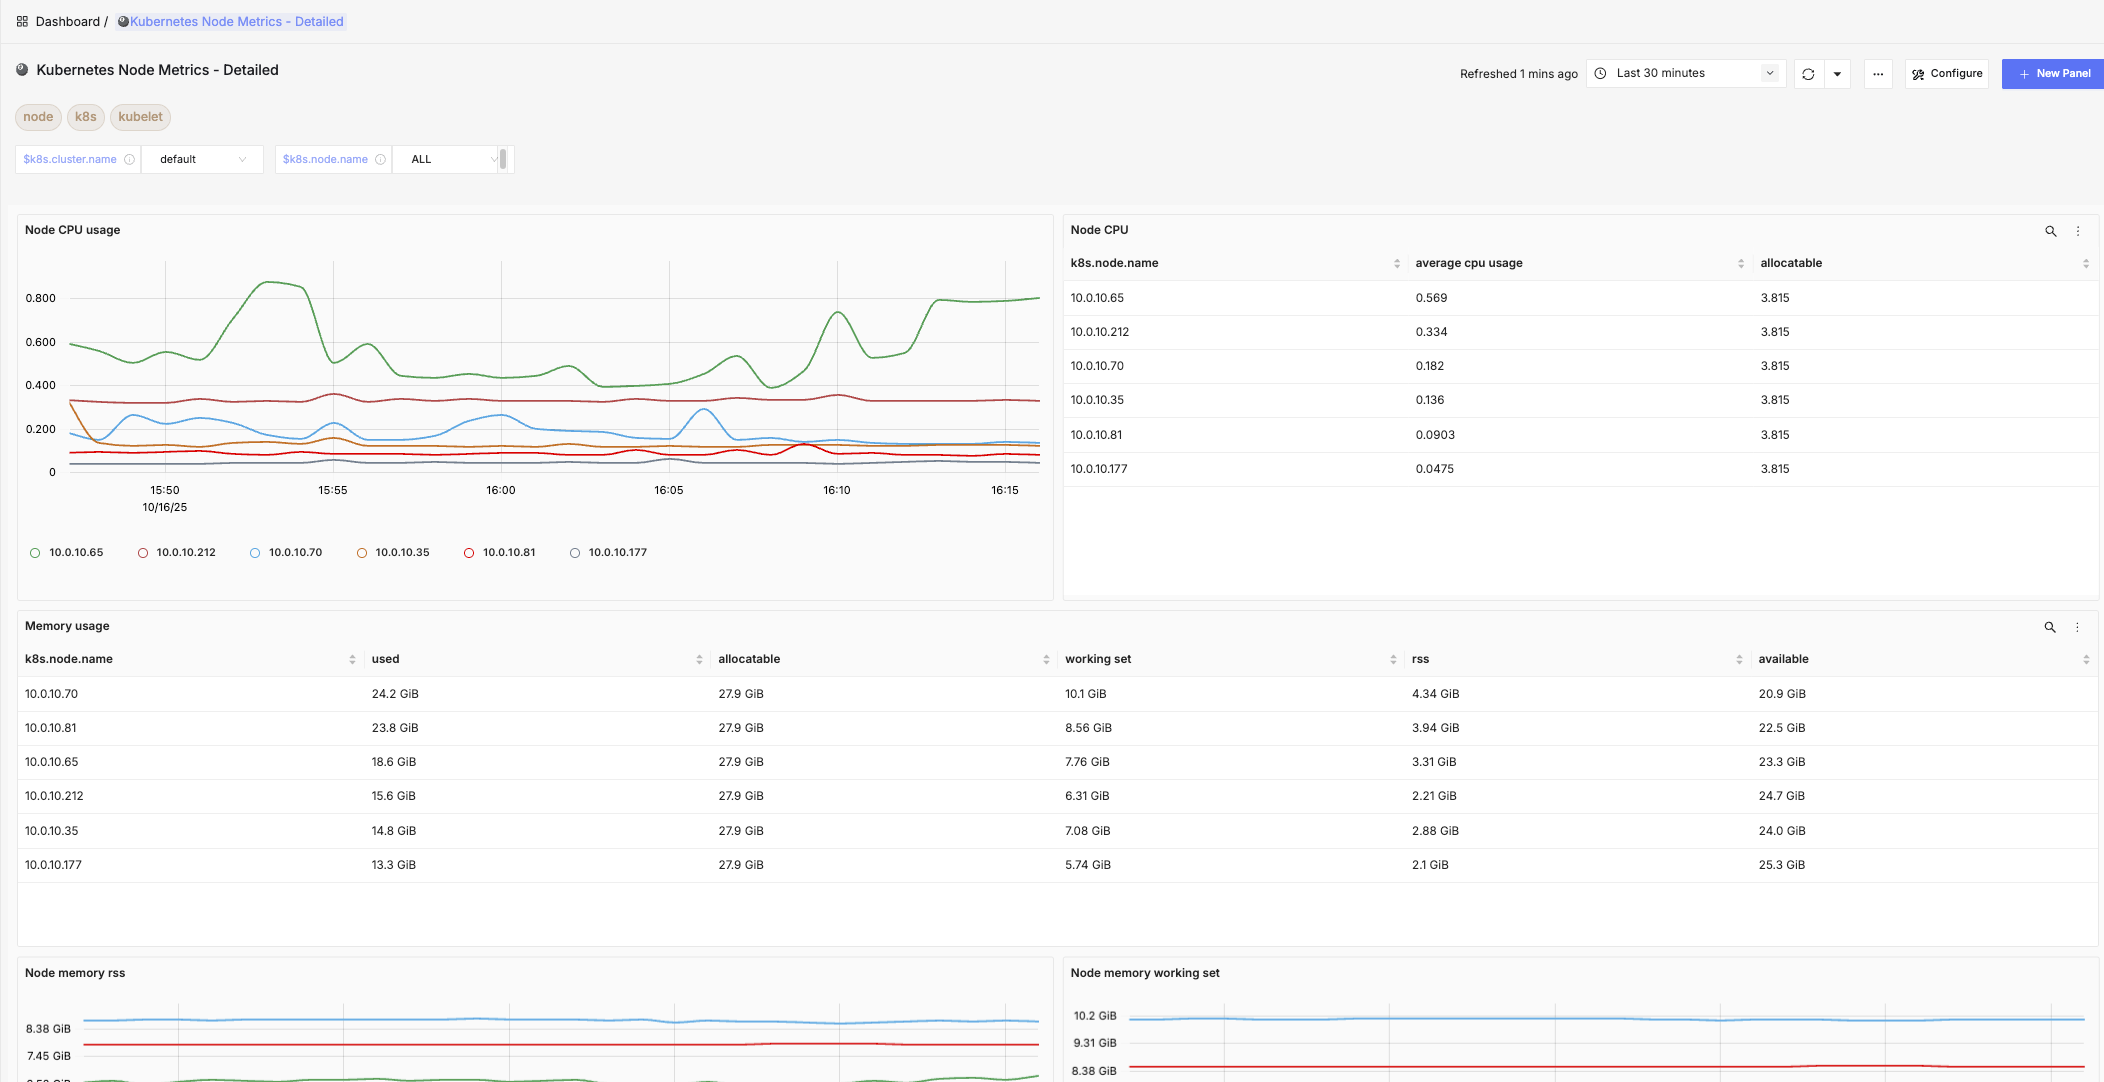 Dashboard / Kubernetes Node Metrics - Detailed
Kubernetes Node Metrics - Detailed
Refreshed 1 mins ago Last 30 minutes Configure New Panel
node k8s kubelet
$k8s.cluster.name default $k8s.node.name ALL
Node CPU usage
0.800
0.600
0.400
0.200
0
15:50 15:55 16:00 16:05 16:10 16:15
10/16/25
10.0.10.65 10.0.10.212 10.0.10.70 10.0.10.35 10.0.10.81 10.0.10.177
Node CPU
k8s.node.name average cpu usage allocatable
10.0.10.65 0.569 3.815
10.0.10.212 0.334 3.815
10.0.10.70 0.182 3.815
10.0.10.35 0.136 3.815
10.0.10.81 0.0903 3.815
10.0.10.177 0.0475 3.815
Memory usage
k8s.node.name used allocatable working set rss available
10.0.10.70 24.2 GiB 27.9 GiB 10.1 GiB 4.34 GiB 20.9 GiB
10.0.10.81 23.8 GiB 27.9 GiB 8.56 GiB 3.94 GiB 22.5 GiB
10.0.10.65 18.6 GiB 27.9 GiB 7.76 GiB 3.31 GiB 23.3 GiB
10.0.10.212 15.6 GiB 27.9 GiB 6.31 GiB 2.21 GiB 24.7 GiB
10.0.10.35 14.8 GiB 27.9 GiB 7.08 GiB 2.88 GiB 24.0 GiB
10.0.10.177 13.3 GiB 27.9 GiB 5.74 GiB 2.1 GiB 25.3 GiB
Node memory rss
8.38 GiB
7.45 GiB
Node memory working set
10.2 GiB
9.31 GiB
8.38 GiB